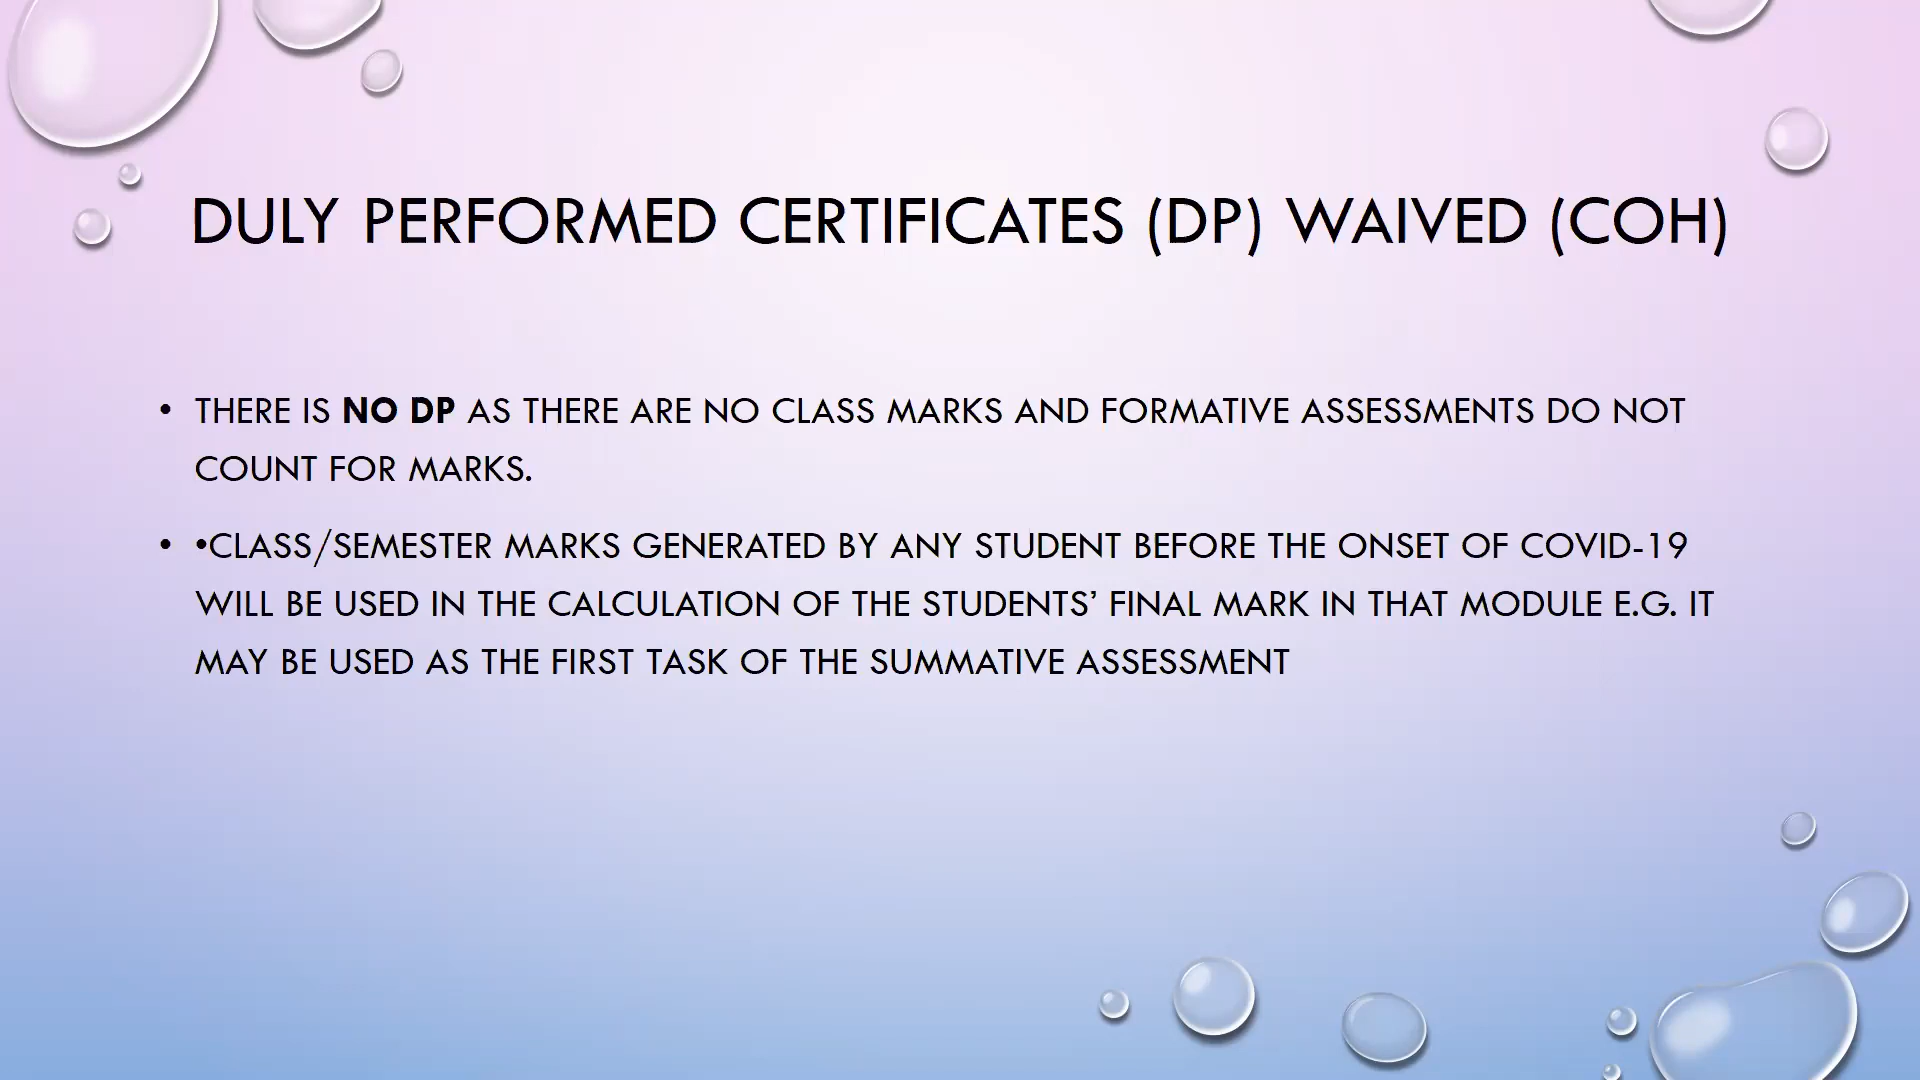 DULY PERFORMED CERTIFICATES (DP) WAIVED (COH)
• THERE IS NO DP AS THERE ARE NO CLASS MARKS AND FORMATIVE ASSESSMENTS DO NOT
COUNT FOR MARKS.
• •CLASS/SEMESTER MARKS GENERATED BY ANY STUDENT BEFORE THE ONSET OF COVID-19
WILL BE USED IN THE CALCULATION OF THE STUDENTS’ FINAL MARK IN THAT MODULE E.G. IT
MAY BE USED AS THE FIRST TASK OF THE SUMMATIVE ASSESSMENT